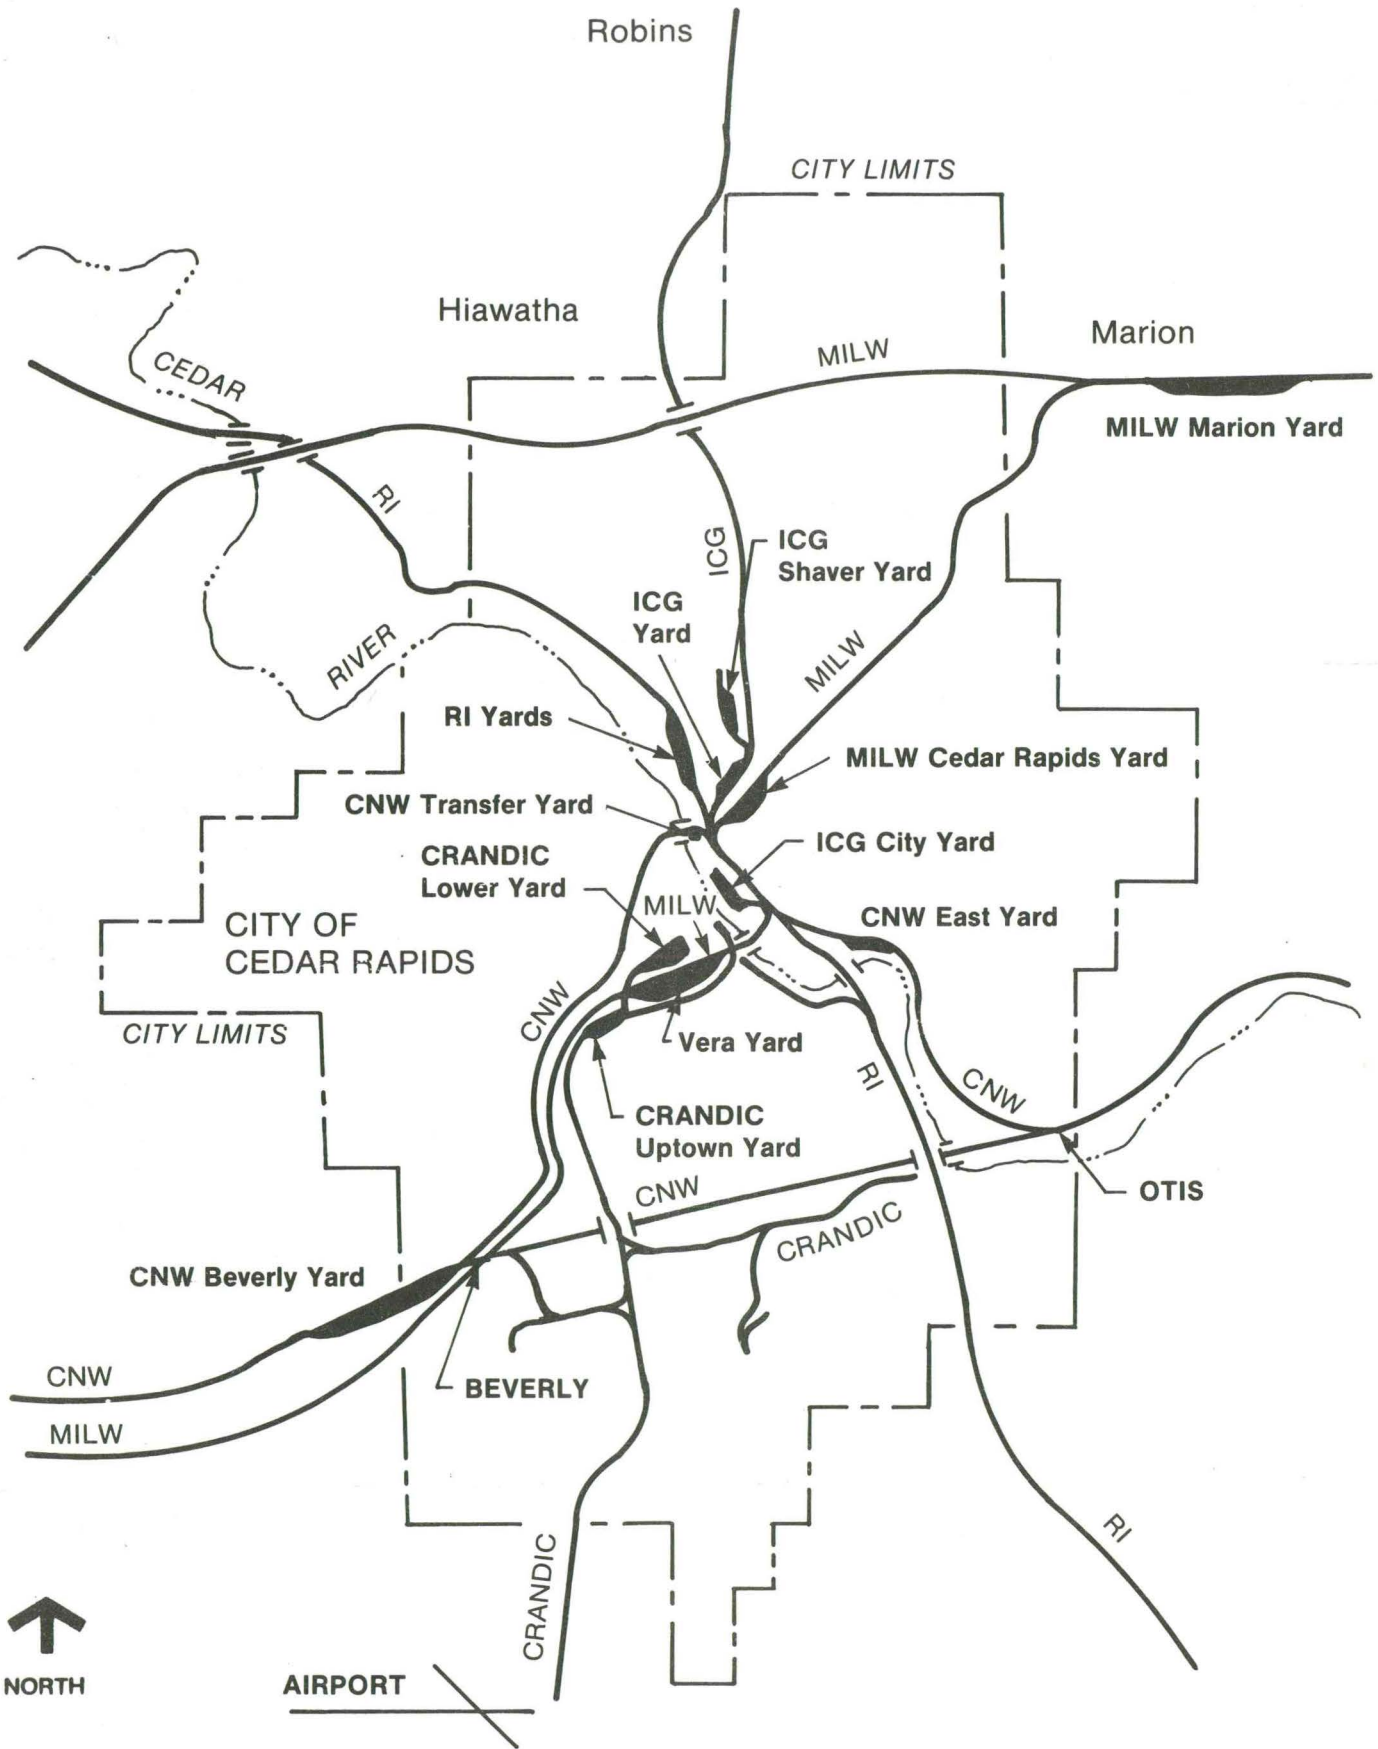 Robins
CITY LIMITS
Hiawatha
Marion
MILW
CEDAR
MILW Marion Yard
RI
ICG
ICG
Shaver Yard
ICG
Yard
RIVER
MILW
RI Yards
MILW Cedar Rapids Yard
CNW Transfer Yard
ICG City Yard
CRANDIC
Lower Yard
MILW
CNW East Yard
CITY OF
CEDAR RAPIDS
CNW
CITY LIMITS
Vera Yard
RI
CNW
CRANDIC
Uptown Yard
CNW
OTIS
CRANDIC
CNW Beverly Yard
CNW
BEVERLY
MILW
RI
CRANDIC
NORTH
AIRPORT